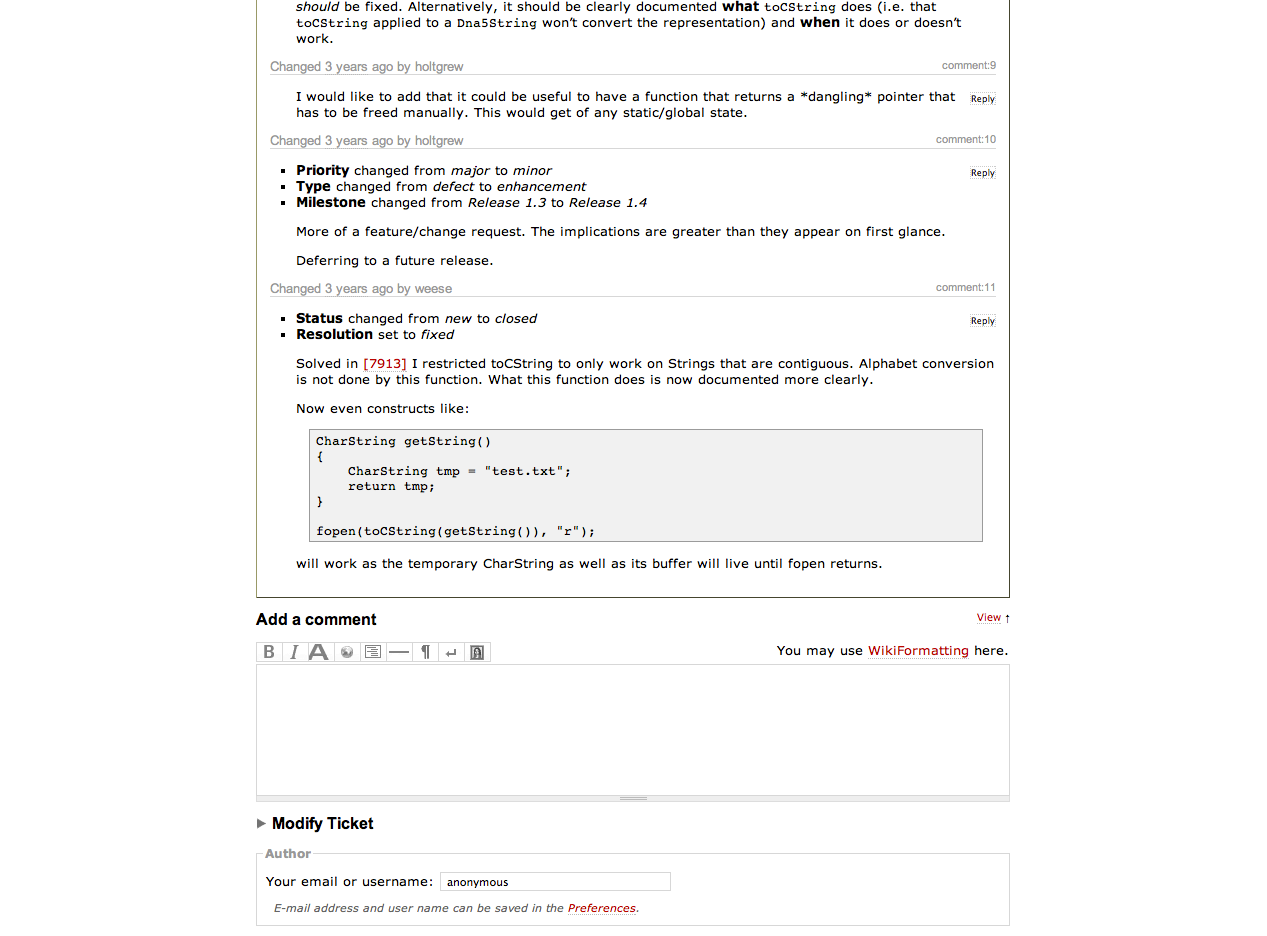 should be fixed. Alternatively, it should be clearly documented what toCString does (i.e. that
toCString applied to a Dna5String won't convert the representation) and when it does or doesn't
work.
Changed 3 years ago by holtgrew comment:9
I would like to add that it could be useful to have a function that returns a *dangling* pointer that Reply
has to be freed manually. This would get of any static/global state.
Changed 3 years ago by holtgrew comment:10
Priority changed from major to minor Reply
Type changed from defect to enhancement
Milestone changed from Release 1.3 to Release 1.4
More of a feature/change request. The implications are greater than they appear on first glance.
Deferring to a future release.
Changed 3 years ago by weese comment:11
Status changed from new to closed Reply
Resolution set to fixed
Solved in [7913] I restricted toCString to only work on Strings that are contiguous. Alphabet conversion
is not done by this function. What this function does is now documented more clearly.
Now even constructs like:
CharString getString()
{
    CharString tmp = "test.txt";
    return tmp;
}
fopen(toCString(getString()), "r");
will work as the temporary CharString as well as its buffer will live until fopen returns.
Add a comment View ↑
B I A ¶ ↵ You may use WikiFormatting here.
▶ Modify Ticket
Author
Your email or username: anonymous
E-mail address and user name can be saved in the Preferences.